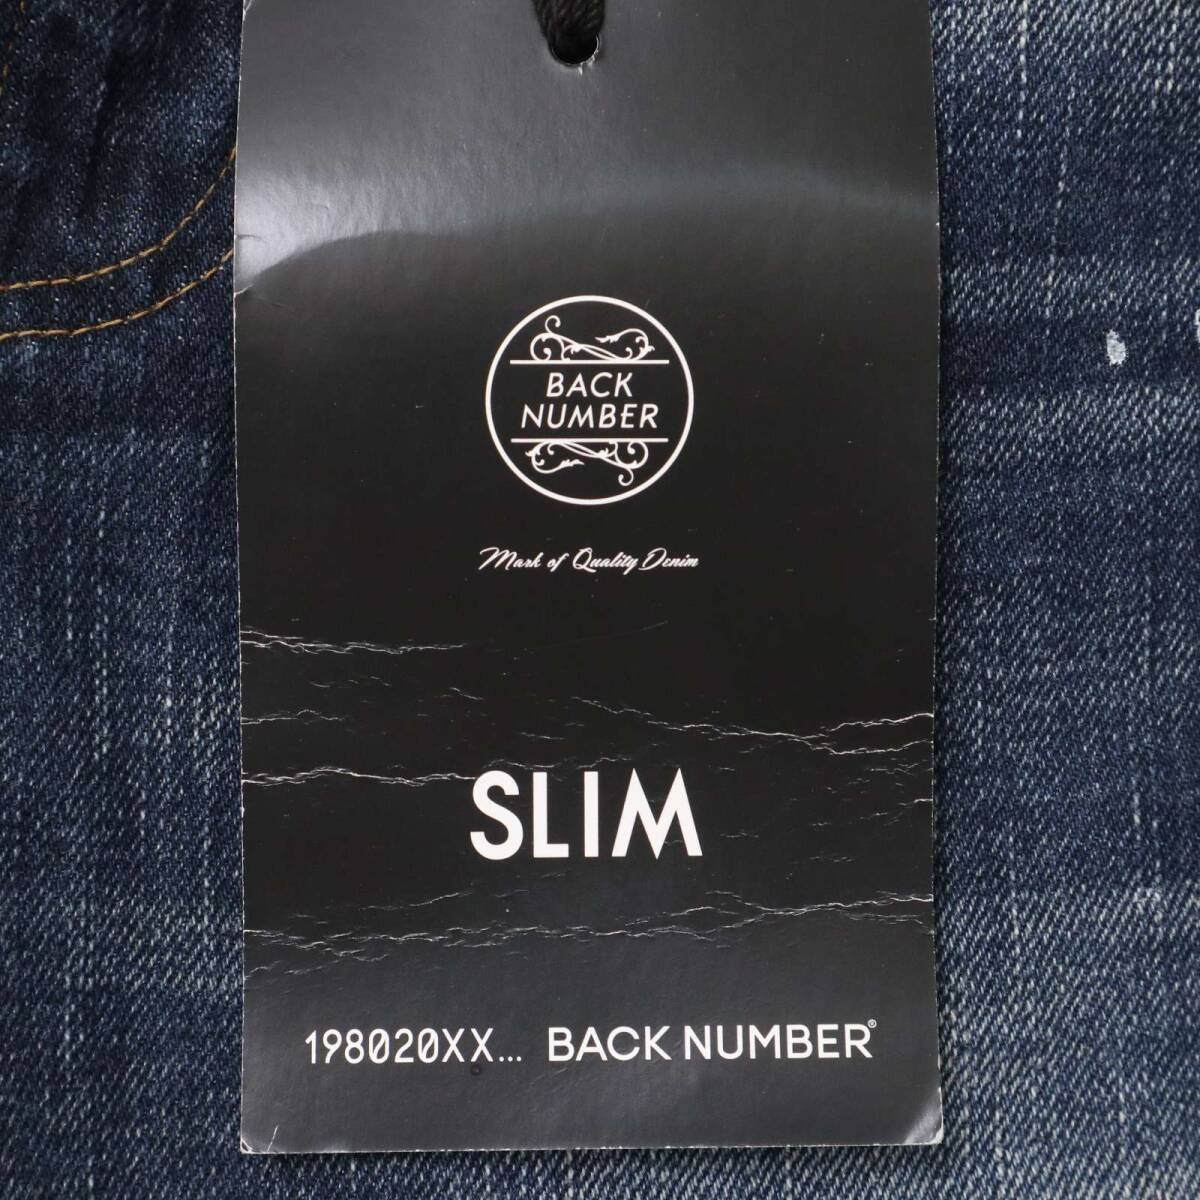 BACK
NUMBER
Mark of Quality Denim
SLIM
198020XX... BACK NUMBER®